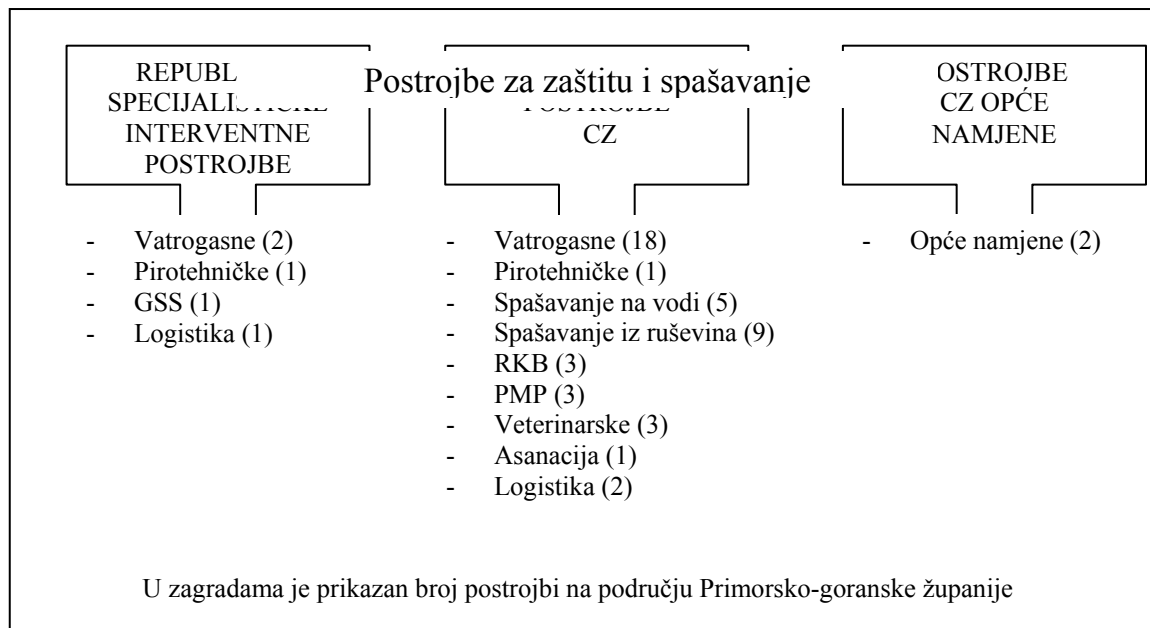 Postrojbe za zaštitu i spašavanje
INTERVENTNE
POSTROJBE
- Vatrogasne (2)
- Pirotehničke (1)
- GSS (1)
- Logistika (1)
CZ
- Vatrogasne (18)
- Pirotehničke (1)
- Spašavanje na vodi (5)
- Spašavanje iz ruševina (9)
- RKB (3)
- PMP (3)
- Veterinarske (3)
- Asanacija (1)
- Logistika (2)
OSTROJBE
CZ OPĆE
NAMJENE
- Opće namjene (2)
U zagradama je prikazan broj postrojbi na području Primorsko-goranske županije